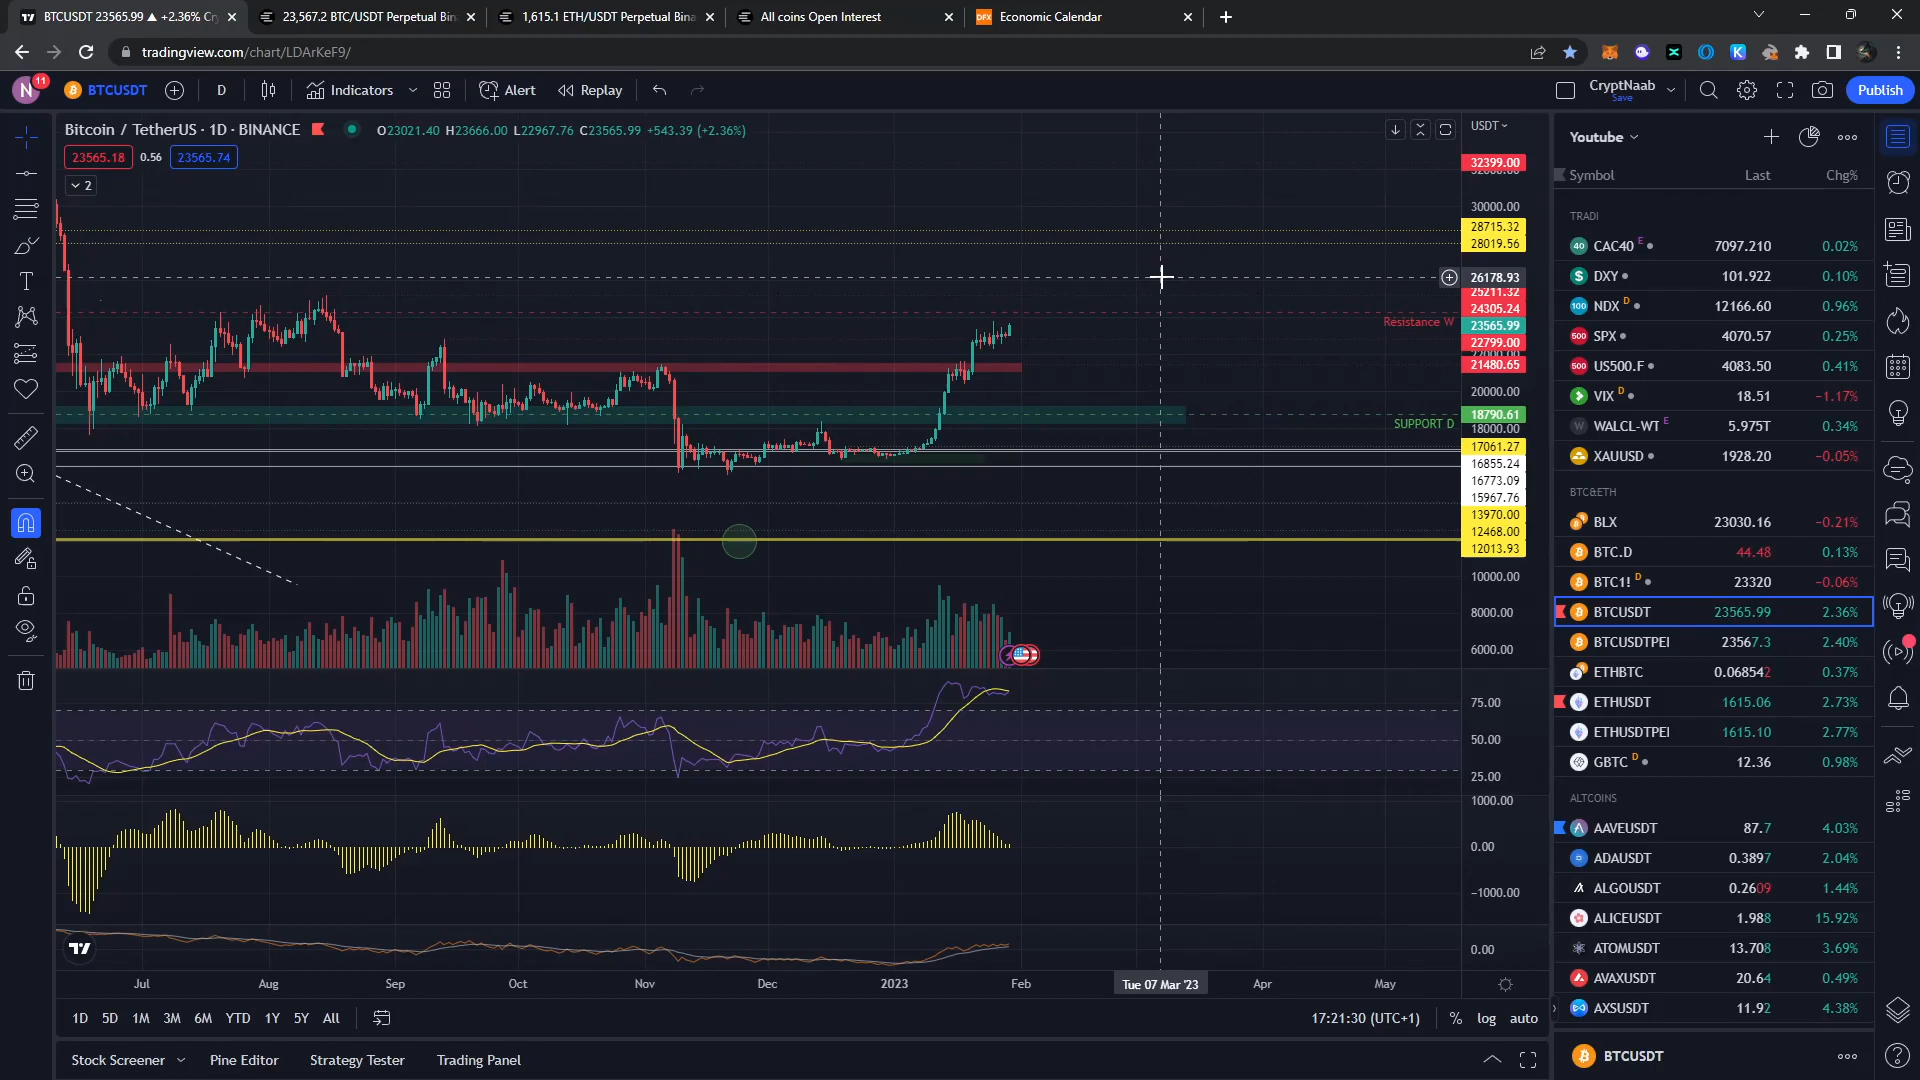 BTCUSDT 23565.99 ▲ +2.36% Cr
23,567.2 BTC/USDT Perpetual Bin
1,615.1 ETH/USDT Perpetual Bina
All coins Open Interest
DFX Economic Calendar
tradingview.com/chart/LDArKeF9/
N 11 BTCUSDT D Indicators Alert Replay CryptNaab Save Publish
Bitcoin / TetherUS · 1D · BINANCE O23021.40 H23666.00 L22967.76 C23565.99 +543.39 (+2.36%)
23565.18 0.56 23565.74
2
USDT
32399.00
30000.00
28715.32
28019.56
26178.93
25211.32
24305.24
Résistance W 23565.99
22799.00
22000.00
21480.65
20000.00
18790.61
SUPPORT D
18000.00
17061.27
16855.24
16773.09
15967.76
13970.00
12468.00
12013.93
10000.00
8000.00
6000.00
75.00
50.00
25.00
1000.00
0.00
−1000.00
0.00
Jul Aug Sep Oct Nov Dec 2023 Feb Tue 07 Mar '23 Apr May
1D 5D 1M 3M 6M YTD 1Y 5Y All 17:21:30 (UTC+1) % log auto
Stock Screener Pine Editor Strategy Tester Trading Panel
Youtube
Symbol Last Chg%
TRADI
40 CAC40 E 7097.210 0.02%
DXY 101.922 0.10%
100 NDX D 12166.60 0.96%
500 SPX 4070.57 0.25%
500 US500.F 4083.50 0.41%
VIX D 18.51 −1.17%
W WALCL-WT E 5.975T 0.34%
XAUUSD 1928.20 −0.05%
BTC&ETH
BLX 23030.16 −0.21%
BTC.D 44.48 0.13%
BTC1! D 23320 −0.06%
BTCUSDT 23565.99 2.36%
BTCUSDTPE 23567.3 2.40%
ETHBTC 0.068542 0.37%
ETHUSDT 1615.06 2.73%
ETHUSDTPE 1615.10 2.77%
GBTC D 12.36 0.98%
ALTCOINS
AAVEUSDT 87.7 4.03%
ADAUSDT 0.3897 2.04%
ALGOUSDT 0.2609 1.44%
ALICEUSDT 1.988 15.92%
ATOMUSDT 13.708 3.69%
AVAXUSDT 20.64 0.49%
AXSUSDT 11.92 4.38%
BTCUSDT